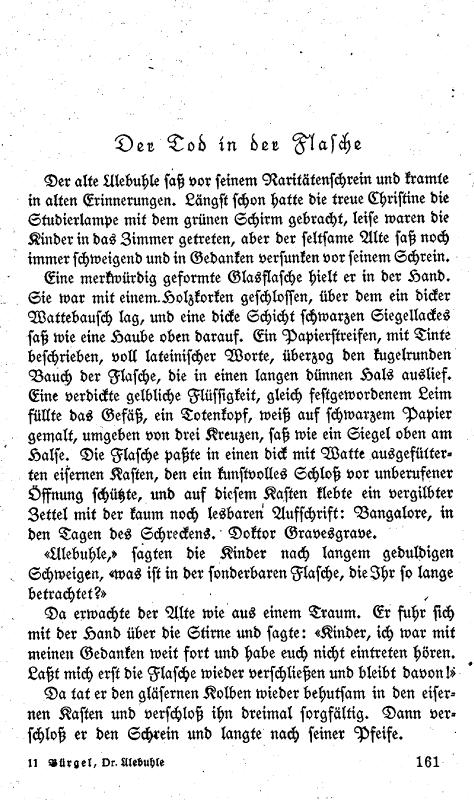 Der Tod in der Flasche
Der alte Ulebuhle saß vor seinem Raritätenschrein und kramte
in alten Erinnerungen. Längst schon hatte die treue Christine die
Studierlampe mit dem grünen Schirm gebracht, leise waren die
Kinder in das Zimmer getreten, aber der seltsame Alte saß noch
immer schweigend und in Gedanken versunken vor seinem Schrein.
Eine merkwürdig geformte Glasflasche hielt er in der Hand.
Sie war mit einem Holzkorken geschlossen, über dem ein dicker
Wattebausch lag, und eine dicke Schicht schwarzen Siegellackes
saß wie eine Haube oben darauf. Ein Papierstreifen, mit Tinte
beschrieben, voll lateinischer Worte, überzog den kugelrunden
Bauch der Flasche, die in einen langen dünnen Hals auslief.
Eine verdickte gelbliche Flüssigkeit, gleich festgewordenem Leim
füllte das Gefäß, ein Totenkopf, weiß auf schwarzem Papier
gemalt, umgeben von drei Kreuzen, saß wie ein Siegel oben am
Halse. Die Flasche paßte in einen dick mit Watte ausgefütter-
ten eisernen Kasten, den ein kunstvolles Schloß vor unberufener
Öffnung schützte, und auf diesem Kasten klebte ein vergilbter
Zettel mit der kaum noch lesbaren Aufschrift: Bangalore, in
den Tagen des Schreckens. Doktor Gravesgrave.
«Ulebuhle,» sagten die Kinder nach langem geduldigen
Schweigen, «was ist in der sonderbaren Flasche, die Ihr so lange
betrachtet?»
Da erwachte der Alte wie aus einem Traum. Er fuhr sich
mit der Hand über die Stirne und sagte: «Kinder, ich war mit
meinen Gedanken weit fort und habe euch nicht eintreten hören.
Laßt mich erst die Flasche wieder verschließen und bleibt davon!»
Da tat er den gläsernen Kolben wieder behutsam in den eiser-
nen Kasten und verschloß ihn dreimal sorgfältig. Dann ver-
schloß er den Schrein und langte nach seiner Pfeife.
11 Bürgel, Dr. Ulebuhle 161